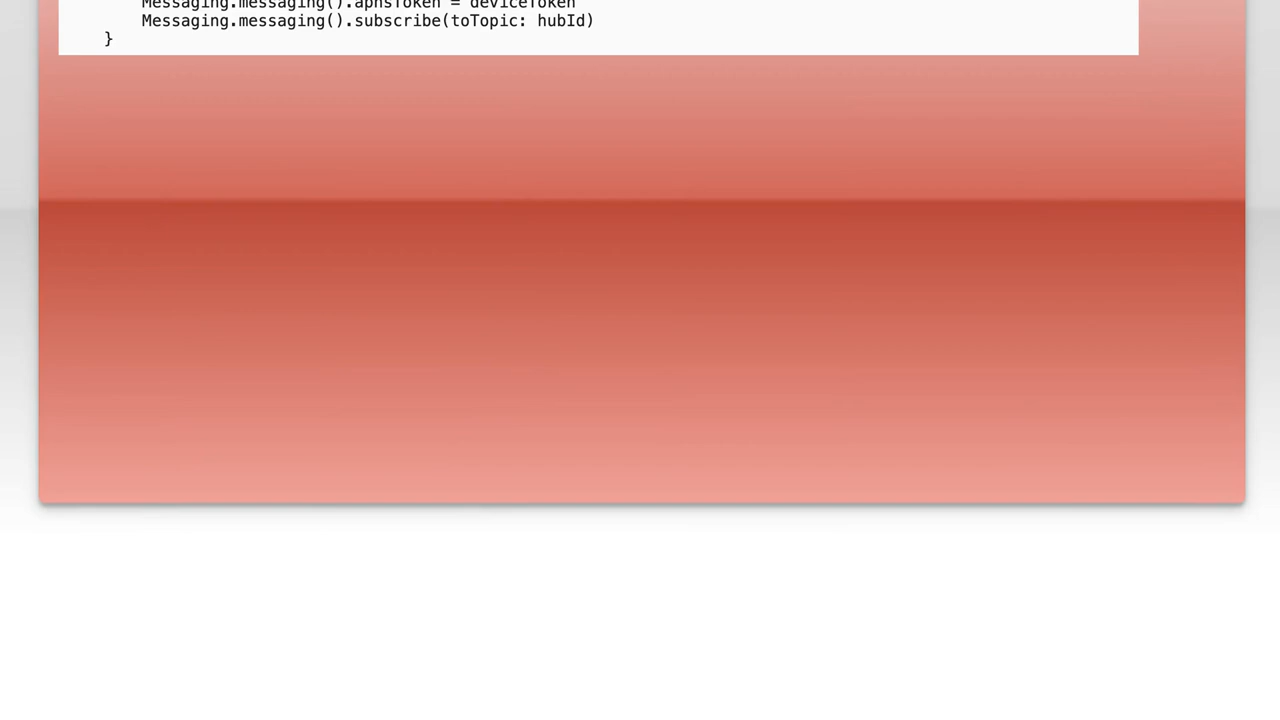 Messaging.messaging().apnsToken = deviceToken
Messaging.messaging().subscribe(toTopic: hubId)
}